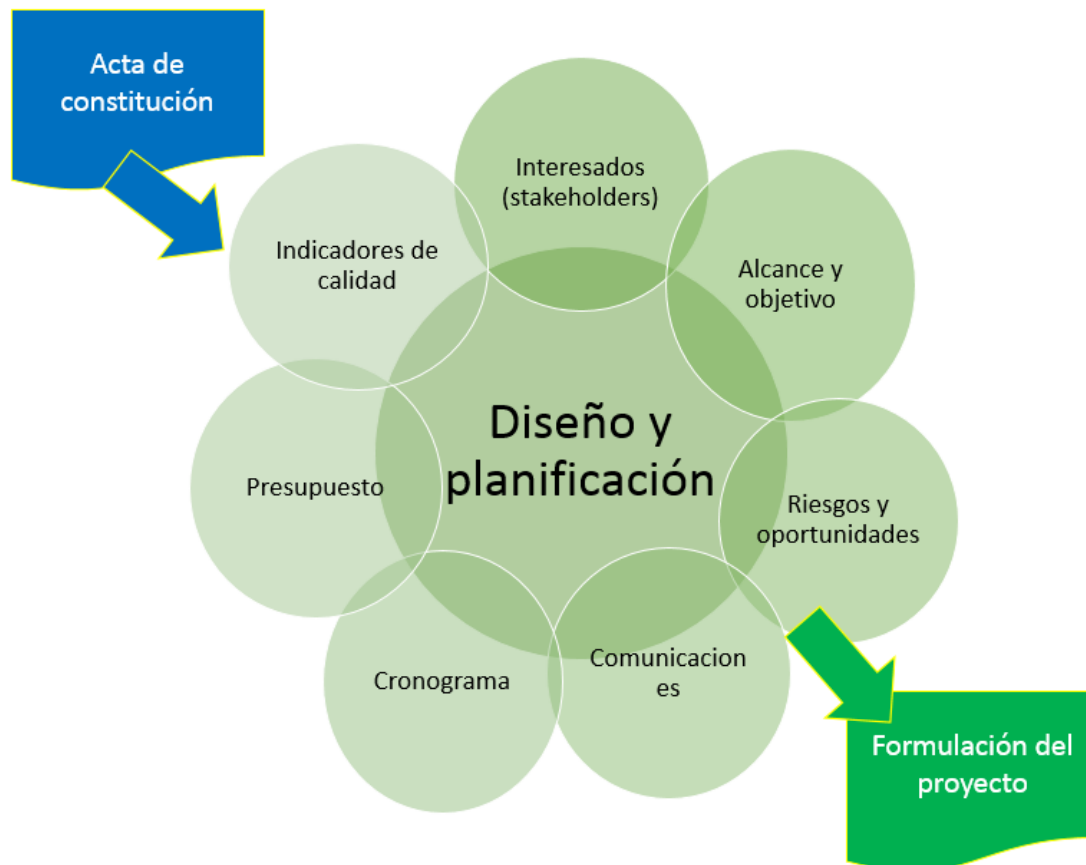 Acta de
constitución
Interesados
(stakeholders)
Indicadores de
calidad
Alcance y
objetivo
Diseño y
planificación
Presupuesto
Riesgos y
oportunidades
Cronograma
Comunicacion
es
Formulación del
proyecto